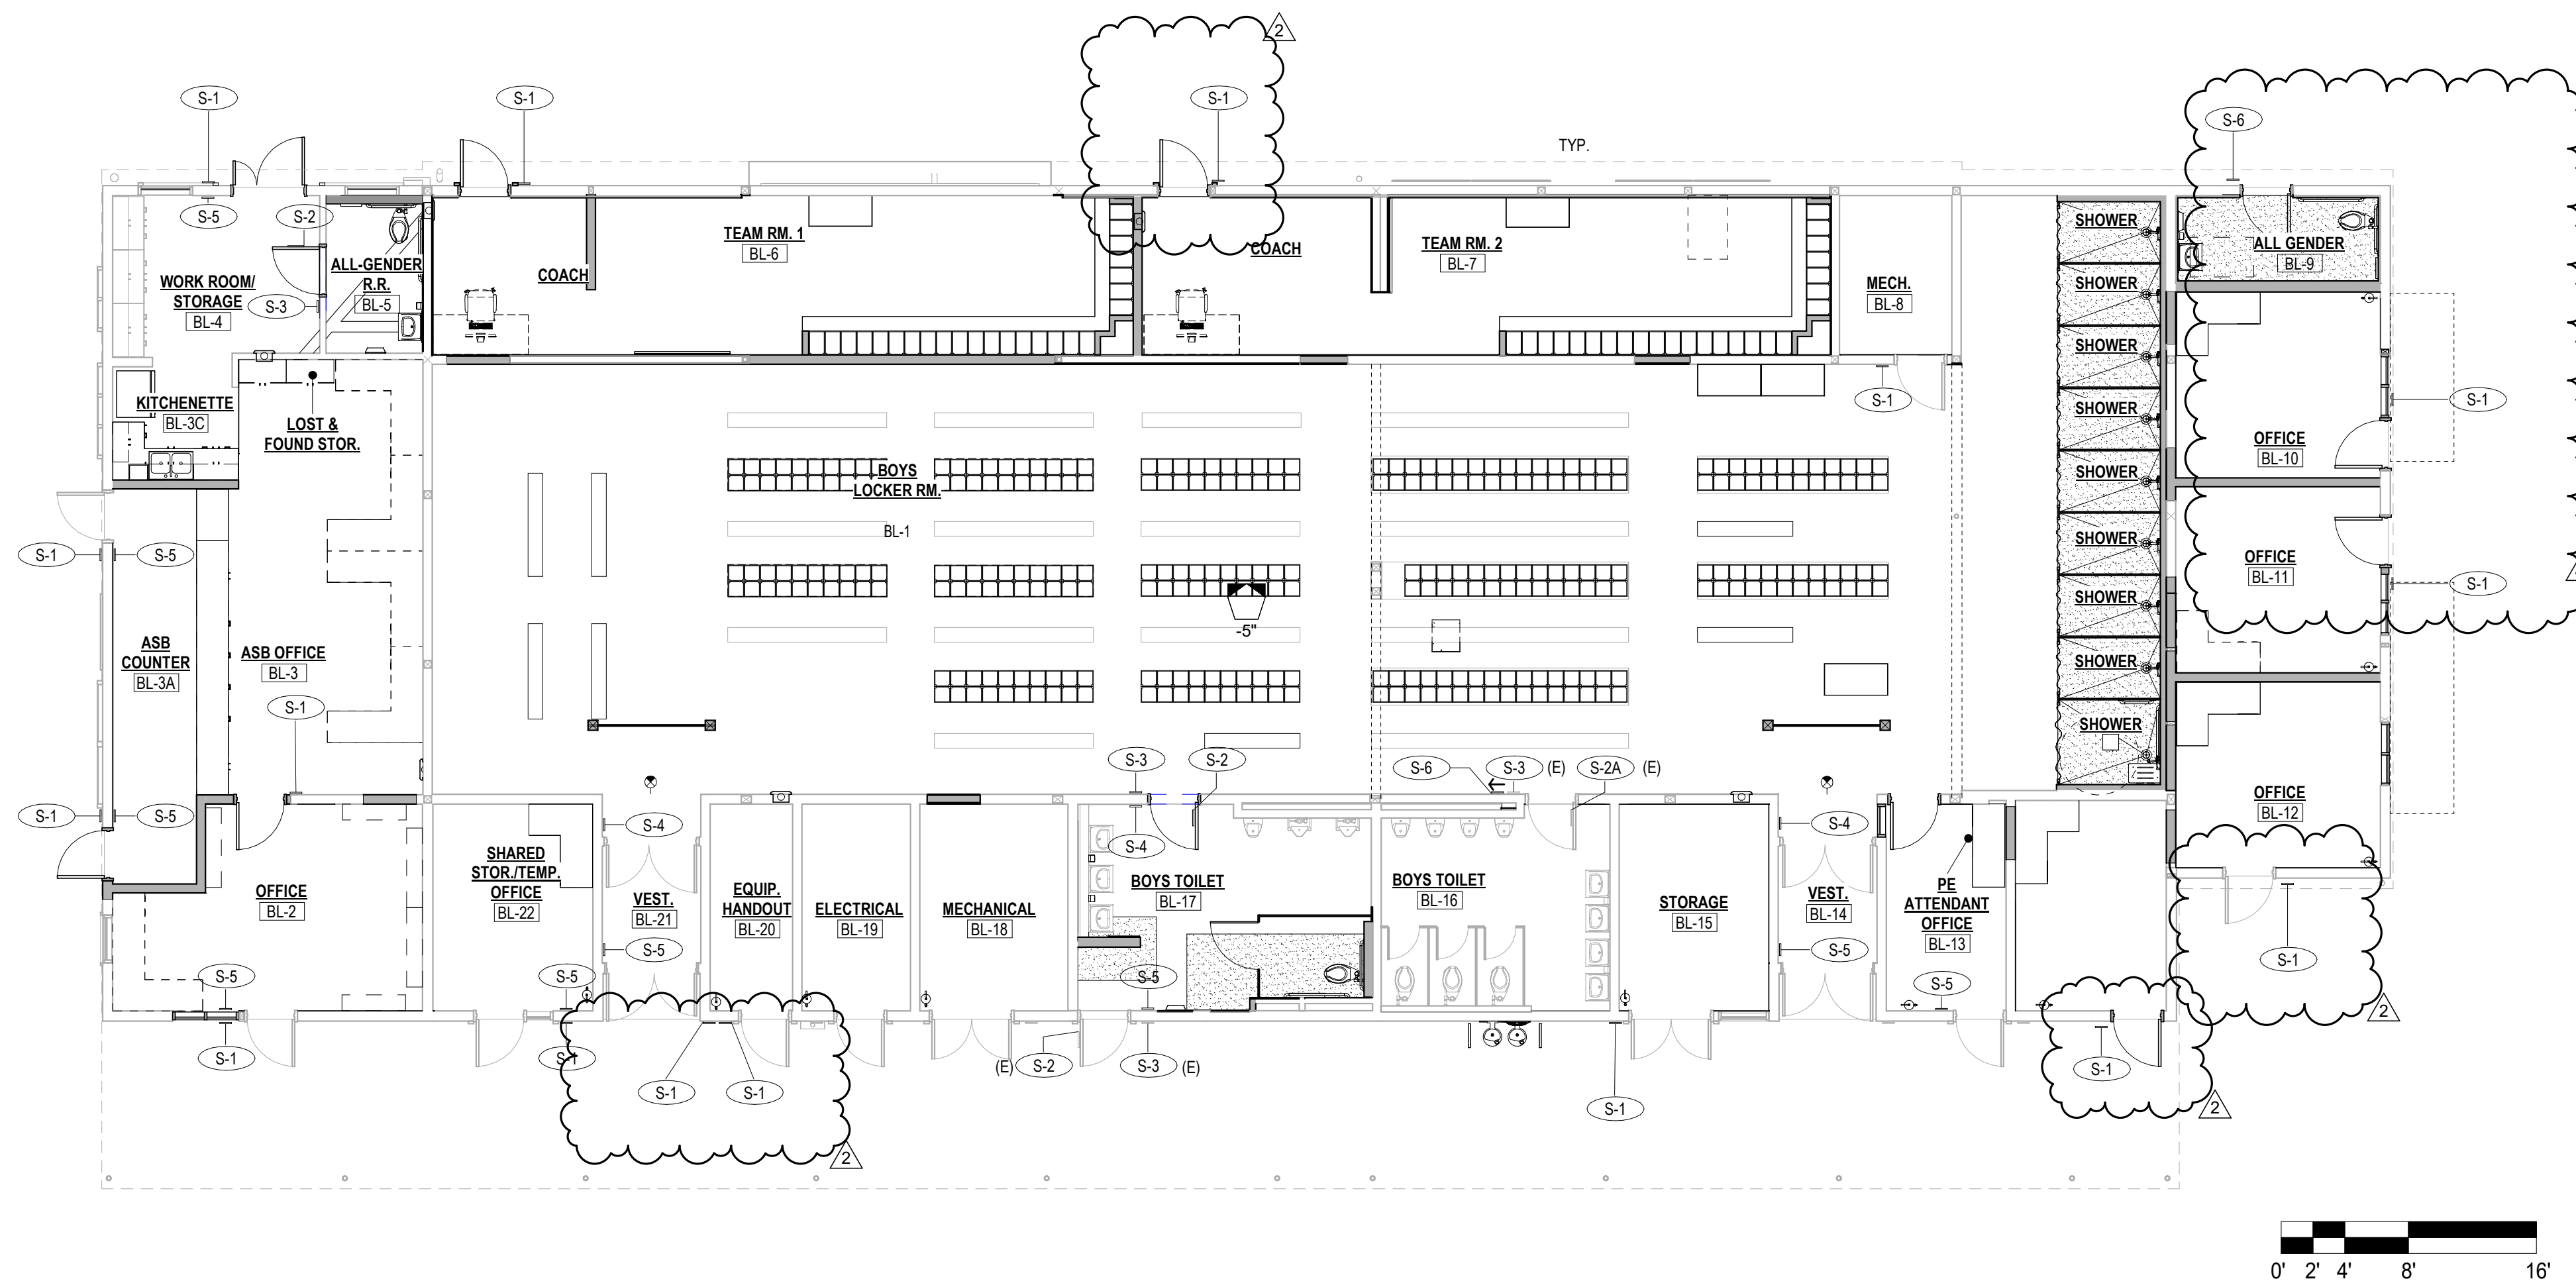 2
S-1
S-1
S-1
S-6
TYP.
S-5
S-2
TEAM RM. 1
BL-6
COACH
TEAM RM. 2
BL-7
SHOWER
ALL GENDER
BL-9
WORK ROOM/
STORAGE
BL-4
S-3
ALL-GENDER
R.R.
BL-5
COACH
MECH.
BL-8
SHOWER
SHOWER
KITCHENETTE
BL-3C
LOST &
FOUND STOR.
S-1
SHOWER
S-1
OFFICE
BL-10
BOYS
LOCKER RM.
BL-1
SHOWER
SHOWER
S-1
S-5
OFFICE
BL-11
S-1
SHOWER
-5"
ASB
COUNTER
BL-3A
ASB OFFICE
BL-3
SHOWER
S-1
SHOWER
S-3
S-2
S-6
S-3
(E)
S-2A
(E)
OFFICE
BL-12
S-1
S-5
S-4
S-4
S-4
OFFICE
BL-2
SHARED
STOR./TEMP.
OFFICE
BL-22
VEST.
BL-21
EQUIP.
HANDOUT
BL-20
ELECTRICAL
BL-19
MECHANICAL
BL-18
BOYS TOILET
BL-17
BOYS TOILET
BL-16
STORAGE
BL-15
VEST.
BL-14
PE
ATTENDANT
OFFICE
BL-13
S-5
S-5
S-5
S-5
S-5
S-5
S-1
2
S-1
S-1
S-1
S-1
(E)
S-2
S-3
(E)
S-1
S-1
2
2
0'
2'
4'
8'
16'